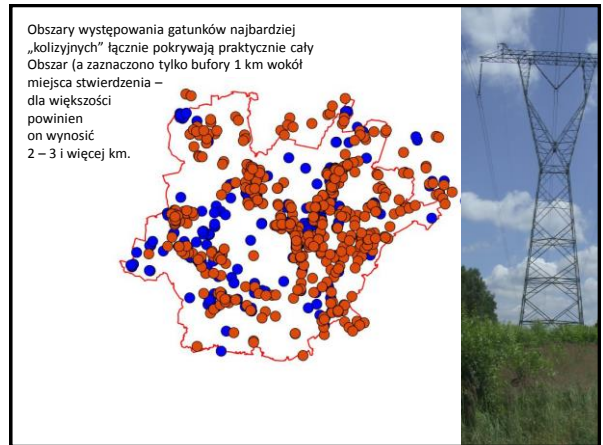 Obszary występowania gatunków najbardziej
„kolizyjnych” łącznie pokrywają praktycznie cały
Obszar (a zaznaczono tylko bufory 1 km wokół
miejsca stwierdzenia –
dla większości
powinien
on wynosić
2 – 3 i więcej km.